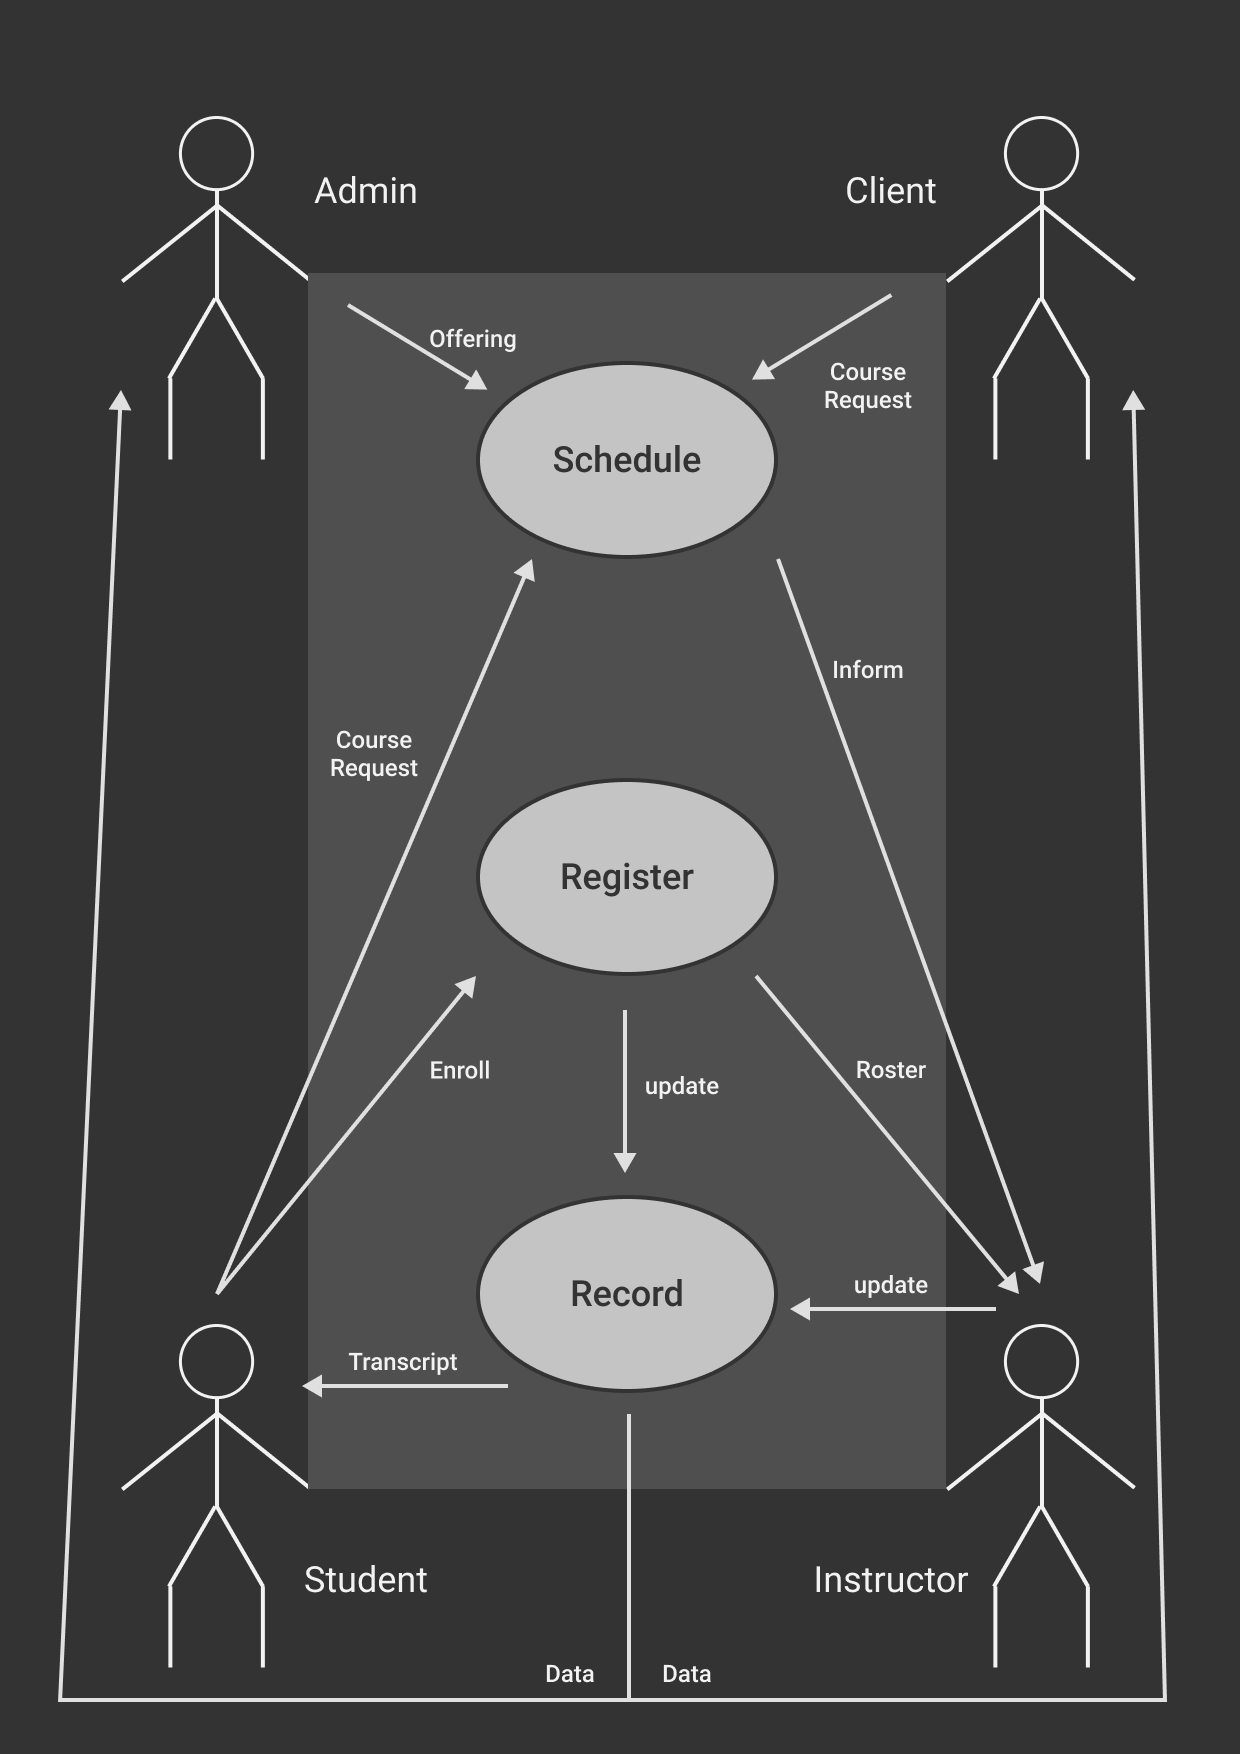 Admin
Client
Offering
Course
Request
Schedule
Inform
Course
Request
Register
Enroll
Roster
update
update
Record
Transcript
Student
Instructor
Data
Data